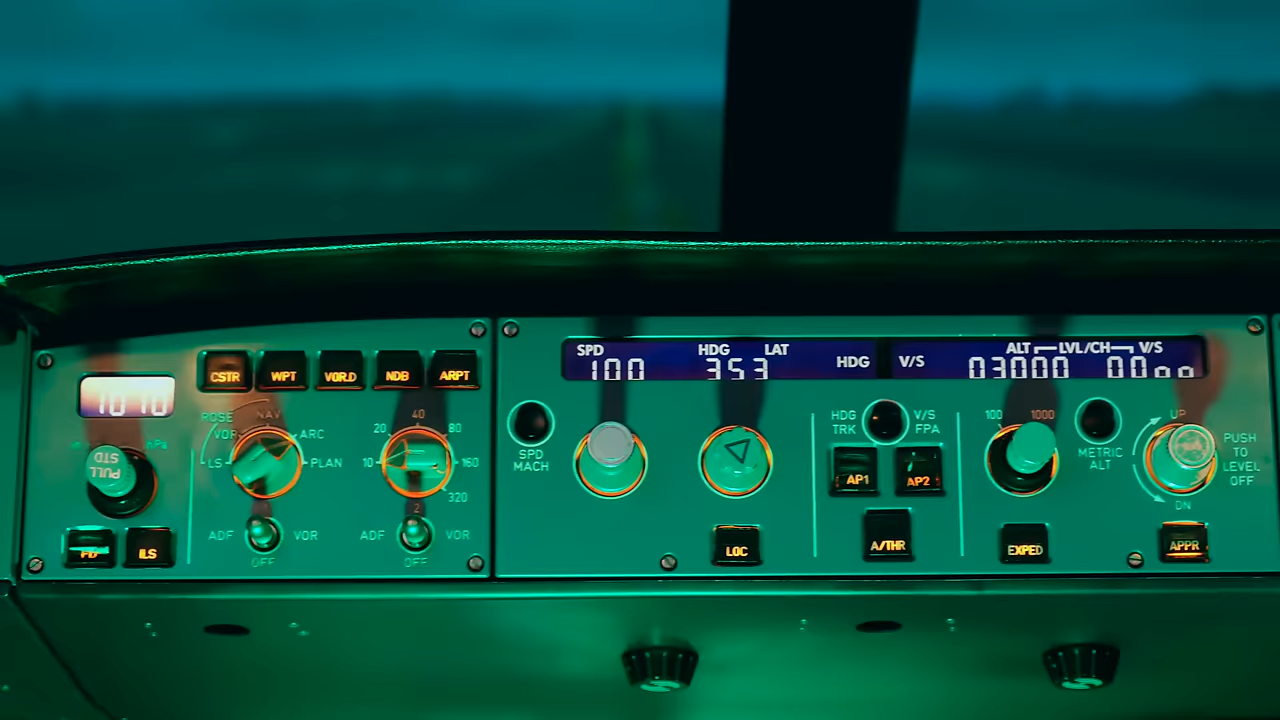 SPD HDG LAT ALT LVL/CH V/S
100 353 HDG V/S 03000 00oo
CSTR WPT VOR.D NDB ARPT
ROSE NAV
VOR ARC
LS PLAN
40
20 80
10 160
320
2
hPa
PULL
STD
SPD
MACH
HDG V/S
TRK FPA
100 1000
METRIC
ALT
UP
PUSH
TO
LEVEL
OFF
DN
AP1 AP2
ADF VOR
OFF
ADF VOR
OFF
FD ILS
LOC
A/THR
EXPED
APPR